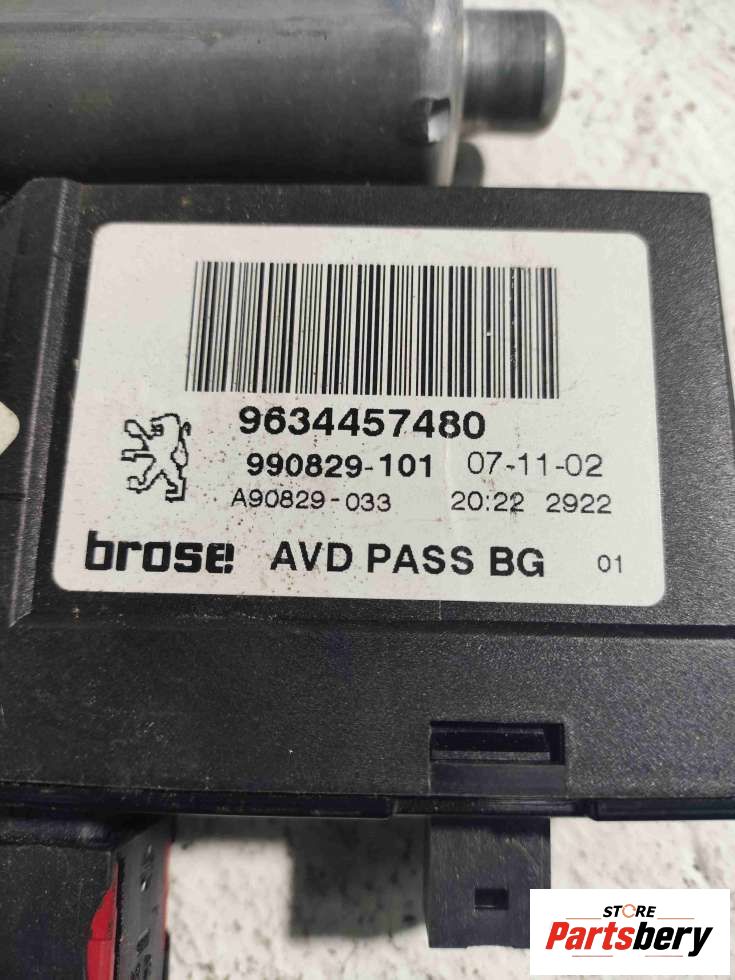 9634457480
990829-101 07-11-02
A90829-033 20:22 2922
brose AVD PASS BG 01
STORE
Partsbery